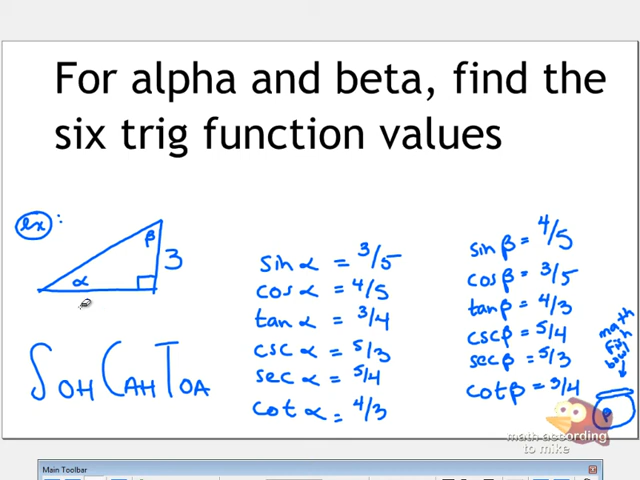 For alpha and beta, find the
six trig function values
ex:
β
3
α
SOH CAH TOA
sin α = 3/5
cos α = 4/5
tan α = 3/4
csc α = 5/3
sec α = 5/4
cot α = 4/3
sin β = 4/5
cos β = 3/5
tan β = 4/3
csc β = 5/4
sec β = 5/3
cot β = 3/4
math
fish
bowl
math according
to mike
Main Toolbar